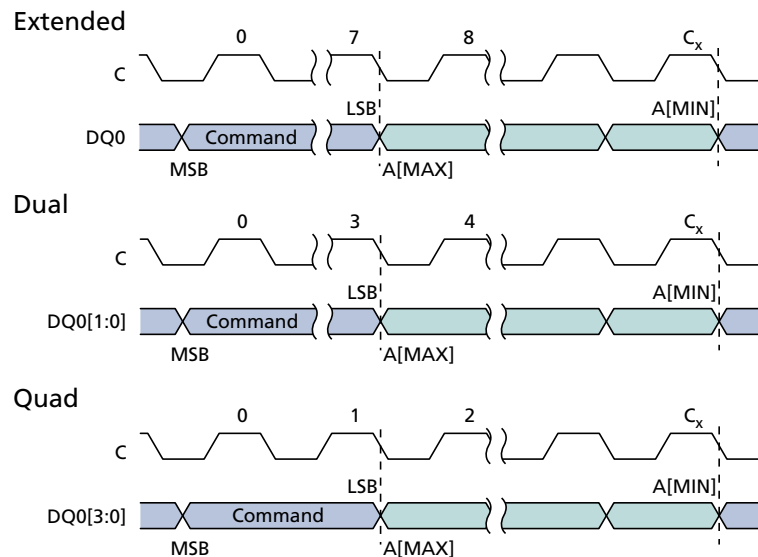 Extended
0 7 8 Cx
C
LSB A[MIN]
DQ0 Command
MSB A[MAX]
Dual
0 3 4 Cx
C
LSB A[MIN]
DQ0[1:0] Command
MSB A[MAX]
Quad
0 1 2 Cx
C
LSB A[MIN]
DQ0[3:0] Command
MSB A[MAX]